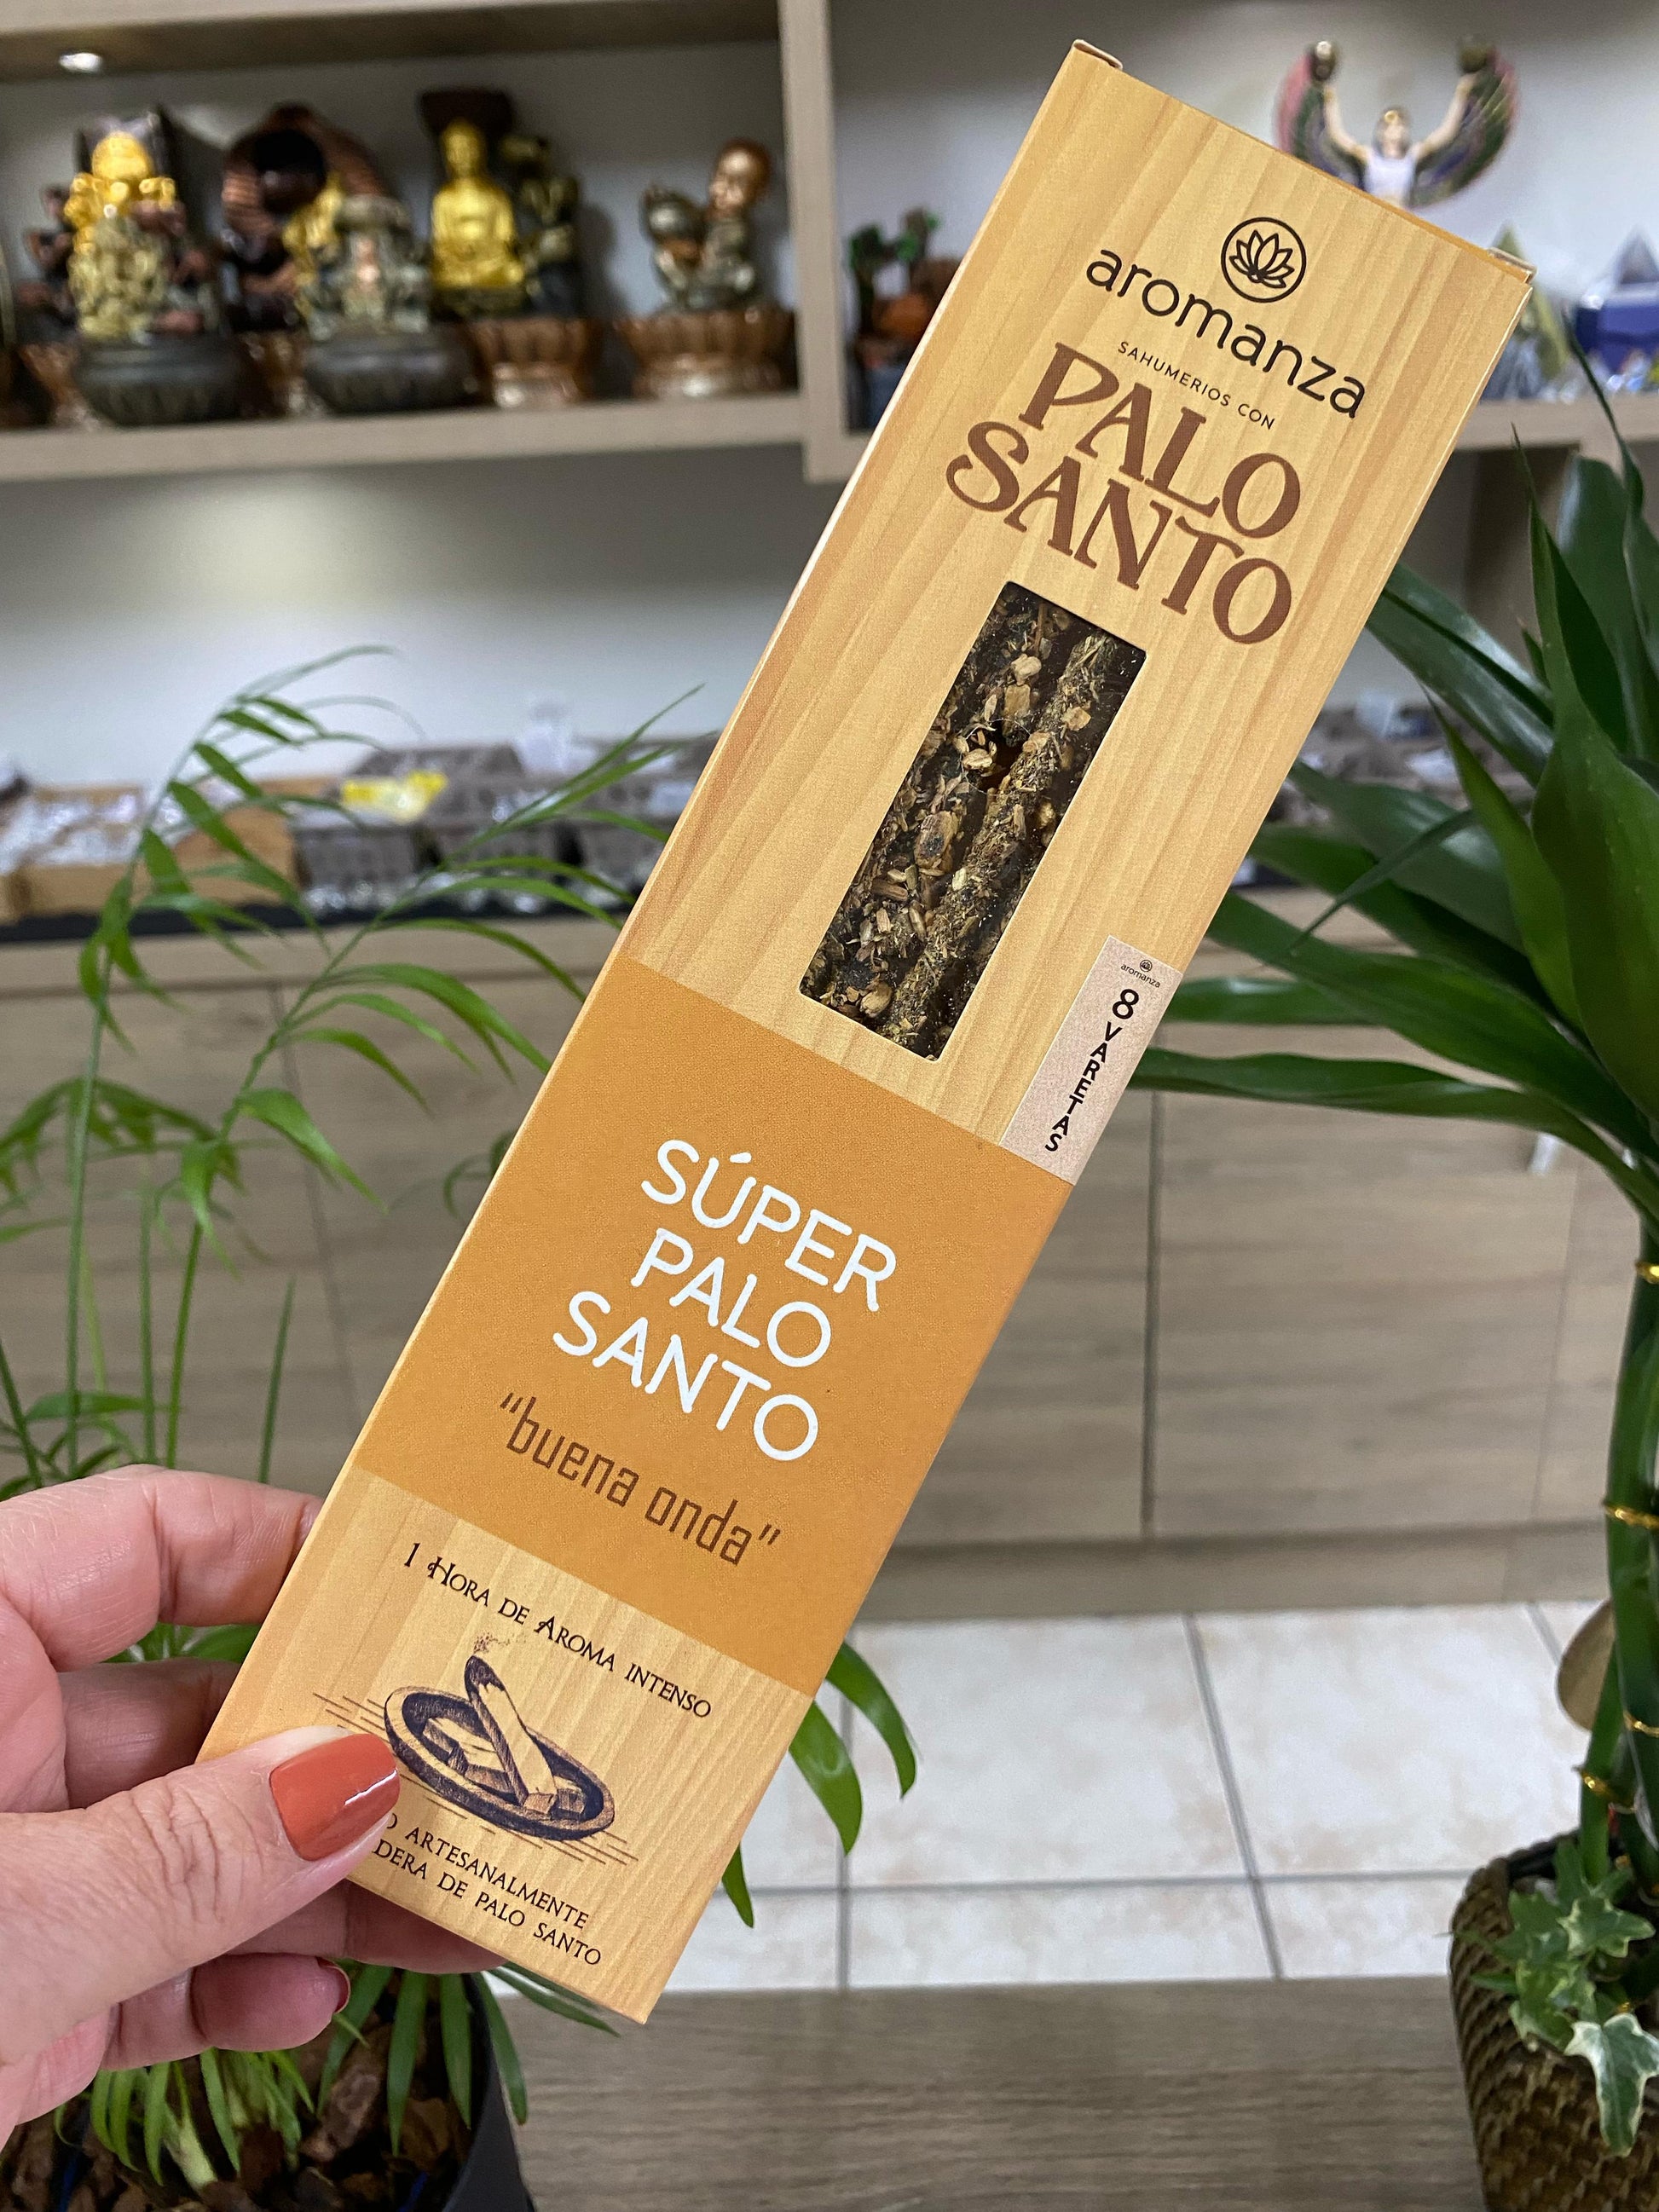 aromanza
SAHUMERIOS CON
PALO
SANTO
aromanza
8 VARETAS
SÚPER
PALO
SANTO
"buena onda"
1 HORA DE AROMA INTENSO
ARTESANALMENTE
DE PALO SANTO